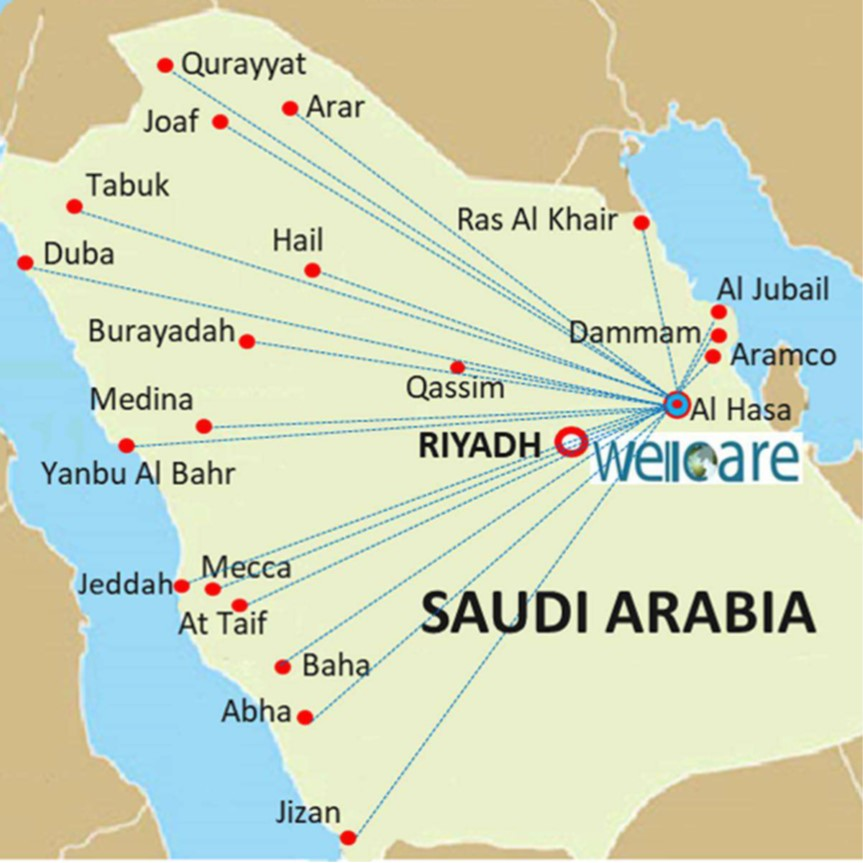 Qurayyat
Arar
Joaf
Tabuk
Ras Al Khair
Hail
Duba
Al Jubail
Burayadah
Dammam
Aramco
Qassim
Medina
Al Hasa
RIYADH
wellcare
Yanbu Al Bahr
Mecca
Jeddah
At Taif
SAUDI ARABIA
Baha
Abha
Jizan